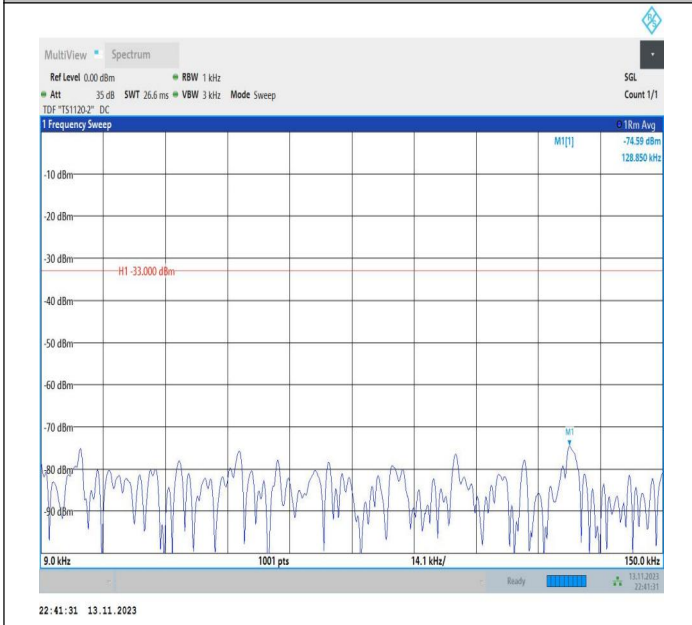 R&S
MultiView Spectrum
Ref Level 0.00 dBm RBW 1 kHz SGL
Att 35 dB SWT 26.6 ms VBW 3 kHz Mode Sweep Count 1/1
TDF "TS1120-2" DC
1 Frequency Sweep 1Rm Avg
M1[1] -74.59 dBm
128.850 kHz
-10 dBm
-20 dBm
-30 dBm
H1 -33.000 dBm
-40 dBm
-50 dBm
-60 dBm
-70 dBm
M1
-80 dBm
-90 dBm
9.0 kHz 1001 pts 14.1 kHz/ 150.0 kHz
Ready 13.11.2023
22:41:31
22:41:31 13.11.2023